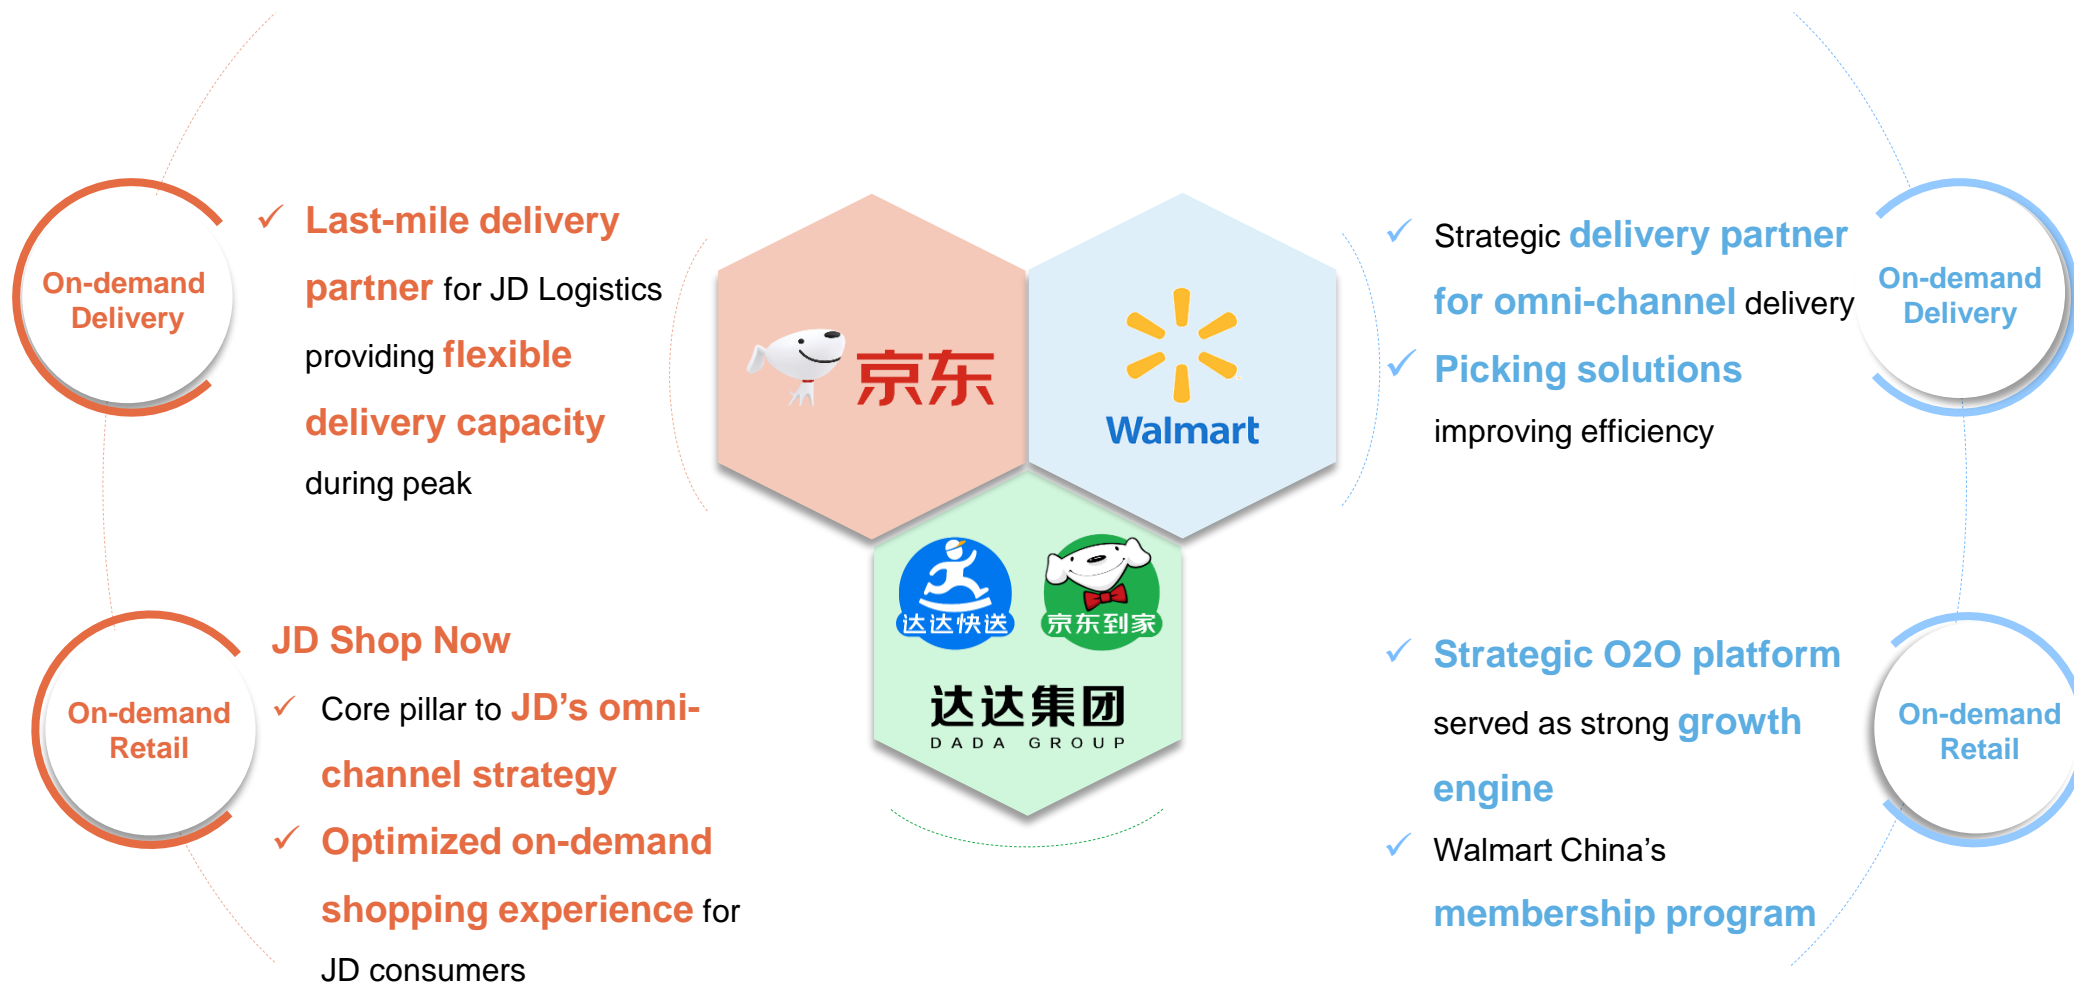 On-demand
Delivery
✓ Last-mile delivery
partner for JD Logistics
providing flexible
delivery capacity
during peak
On-demand
Retail
JD Shop Now
✓ Core pillar to JD’s omni-
channel strategy
✓ Optimized on-demand
shopping experience for
JD consumers
京东
Walmart
达达快送
京东到家
达达集团
DADA GROUP
✓ Strategic delivery partner
for omni-channel delivery
✓ Picking solutions
improving efficiency
On-demand
Delivery
✓ Strategic O2O platform
served as strong growth
engine
✓ Walmart China’s
membership program
On-demand
Retail